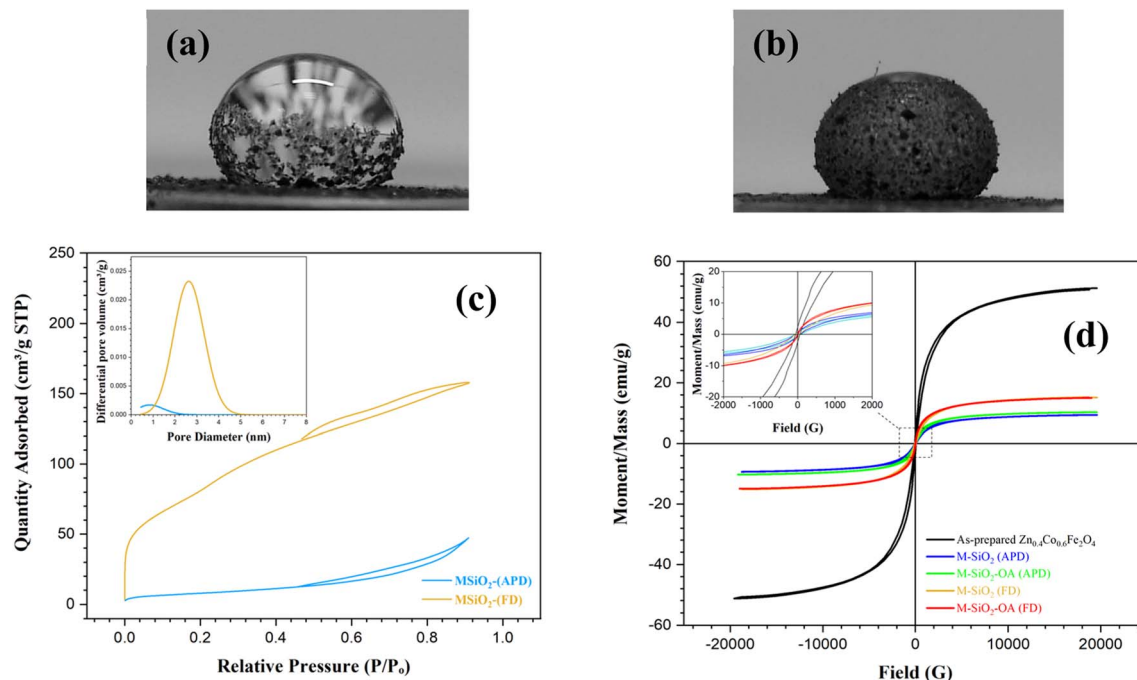 (a)
(b)
Quantity Adsorbed (cm³/g STP)
250
200
150
100
50
0
0.0 0.2 0.4 0.6 0.8 1.0
Relative Pressure (P/Pₒ)
(c)
Differential pore volume (cm³/g)
0.025
0.020
0.015
0.010
0.005
0.000
0 1 2 3 4 5 6 7 8
Pore Diameter (nm)
MSiO₂-(APD)
MSiO₂-(FD)
Moment/Mass (emu/g)
60
40
20
0
-20
-40
-60
-20000 -10000 0 10000 20000
Field (G)
(d)
Moment/Mass (emu/g)
20
10
0
-10
-20
-2000 -1000 0 1000 2000
Field (G)
As-prepared Zn₀.₄Co₀.₆Fe₂O₄
M-SiO₂ (APD)
M-SiO₂-OA (APD)
M-SiO₂ (FD)
M-SiO₂-OA (FD)